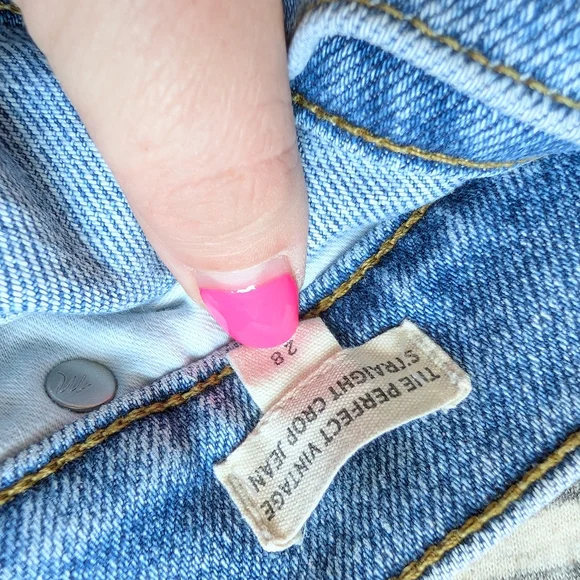 28
THE PERFECT VINTAGE
STRAIGHT CROP JEAN